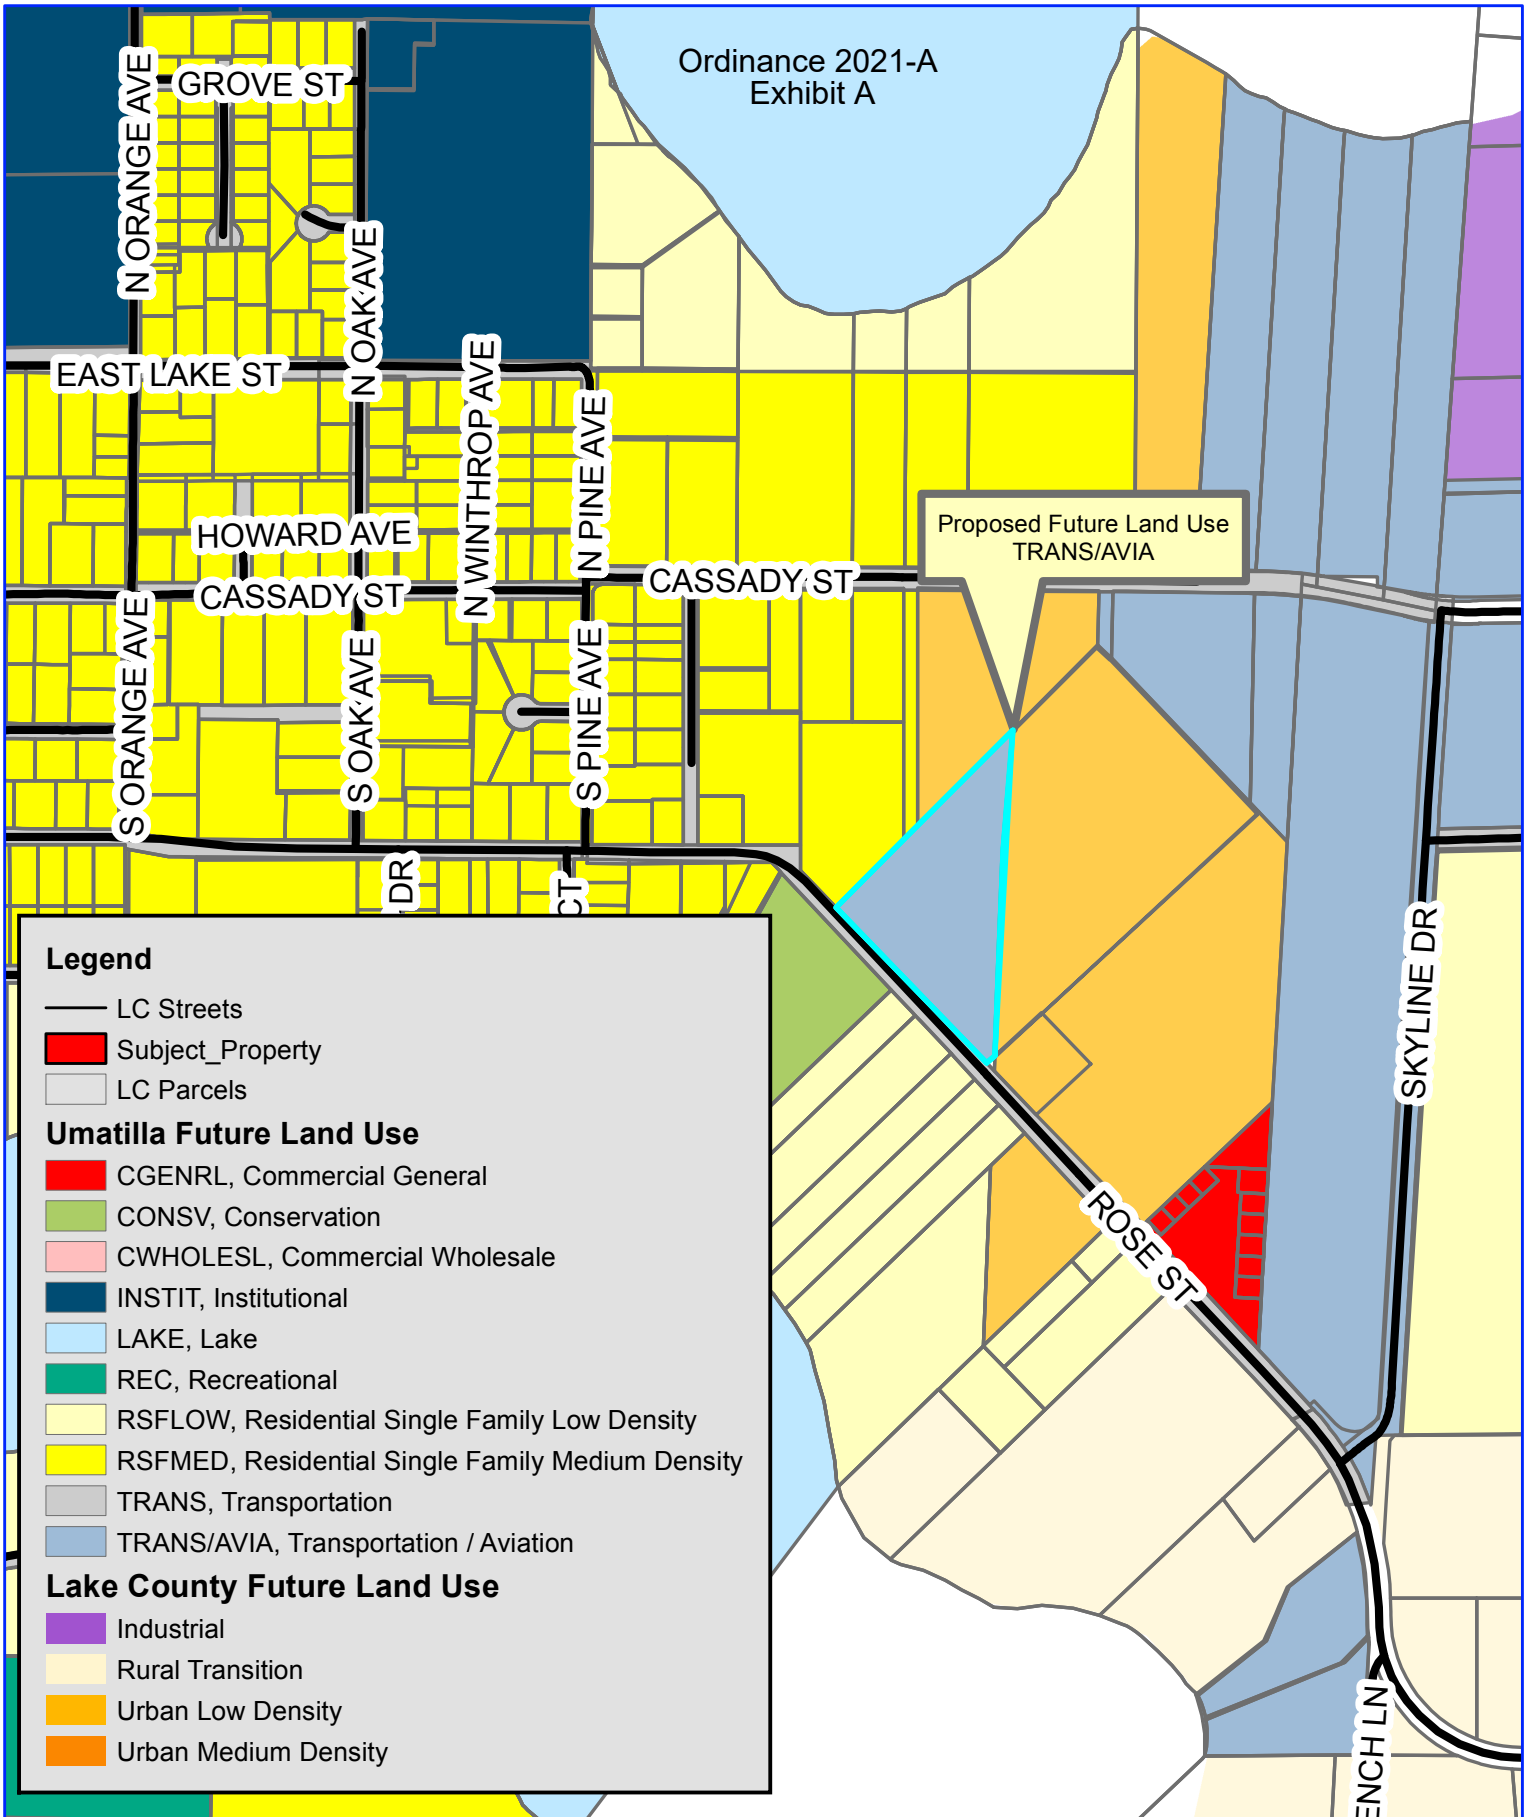 Ordinance 2021-A
Exhibit A
GROVE ST
N ORANGE AVE
N OAK AVE
EAST LAKE ST
N WINTHROP AVE
N PINE AVE
HOWARD AVE
Proposed Future Land Use
TRANS/AVIA
CASSADY ST
CASSADY ST
S ORANGE AVE
S OAK AVE
S PINE AVE
DR
CT
SKYLINE DR
ROSE ST
ENCH LN
Legend
LC Streets
Subject_Property
LC Parcels
Umatilla Future Land Use
CGENRL, Commercial General
CONSV, Conservation
CWHOLESL, Commercial Wholesale
INSTIT, Institutional
LAKE, Lake
REC, Recreational
RSFLOW, Residential Single Family Low Density
RSFMED, Residential Single Family Medium Density
TRANS, Transportation
TRANS/AVIA, Transportation / Aviation
Lake County Future Land Use
Industrial
Rural Transition
Urban Low Density
Urban Medium Density